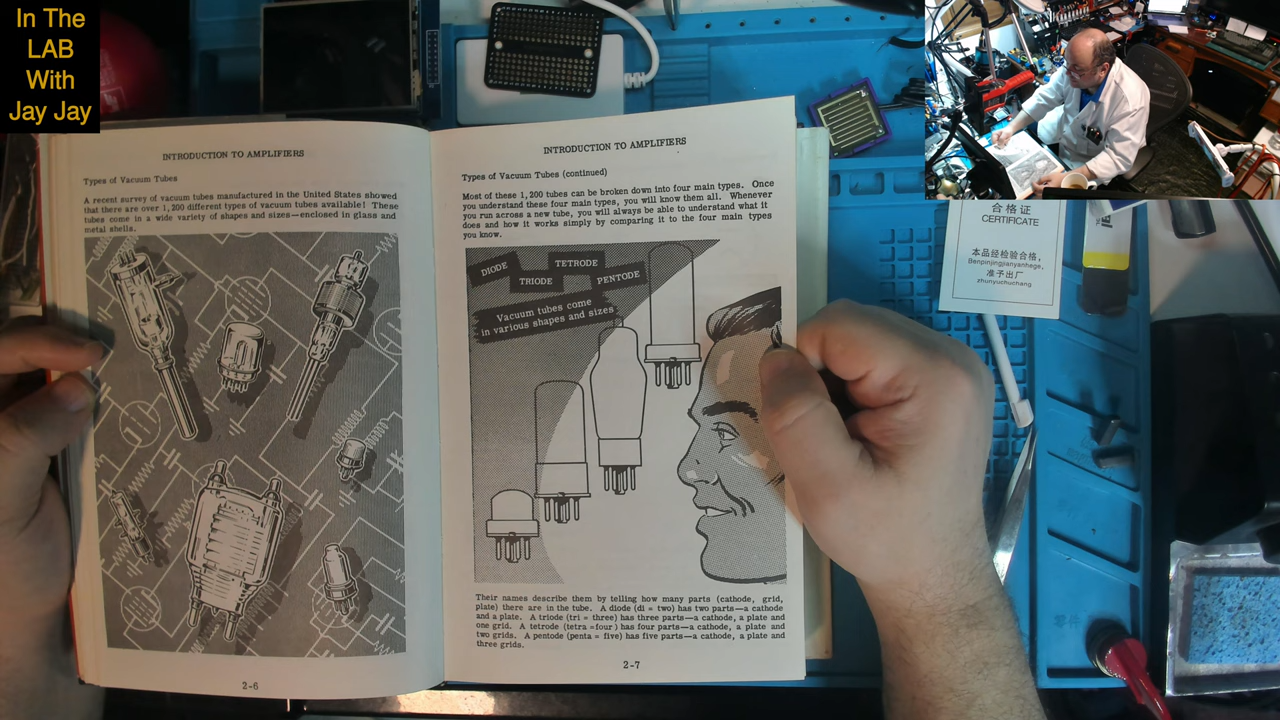 In The
LAB
With
Jay Jay
INTRODUCTION TO AMPLIFIERS
Types of Vacuum Tubes
A recent survey of vacuum tubes manufactured in the United States showed
that there are over 1,200 different types of vacuum tubes available! These
tubes come in a wide variety of shapes and sizes—enclosed in glass and
metal shells.
2-6
INTRODUCTION TO AMPLIFIERS
Types of Vacuum Tubes (continued)
Most of these 1,200 tubes can be broken down into four main types. Once
you understand these four main types, you will know them all. Whenever
you run across a new tube, you will always be able to understand what it
does and how it works simply by comparing it to the four main types
you know.
DIODE
TRIODE
TETRODE
PENTODE
Vacuum tubes come
in various shapes and sizes
Their names describe them by telling how many parts (cathode, grid,
plate) there are in the tube. A diode (di = two) has two parts—a cathode
and a plate. A triode (tri = three) has three parts—a cathode, a plate and
one grid. A tetrode (tetra =four) has four parts—a cathode, a plate and
two grids. A pentode (penta = five) has five parts—a cathode, a plate and
three grids.
2-7
合格证
CERTIFICATE
本品经检验合格,
Benpinjingjianyanhege,
准予出厂
zhunyuchuchang